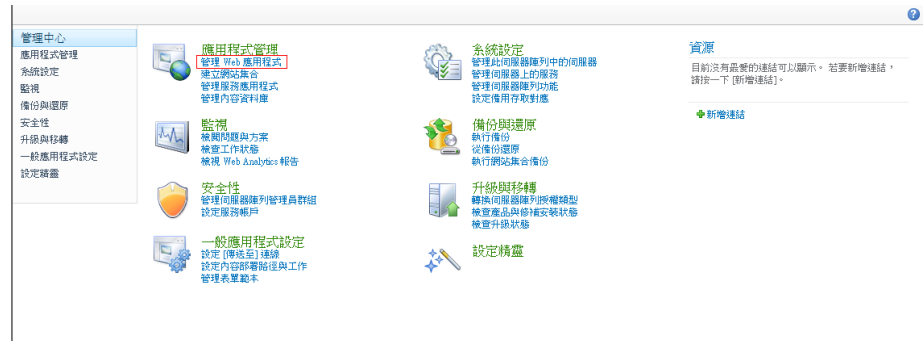 管理中心
應用程式管理
系統設定
監視
備份與還原
安全性
升級與移轉
一般應用程式設定
設定精靈
應用程式管理
管理 Web 應用程式
建立網站集合
管理服務應用程式
管理內容資料庫
監視
檢閱問題與方案
檢查工作狀態
檢視 Web Analytics 報告
安全性
管理伺服器陣列管理員群組
設定服務帳戶
一般應用程式設定
設定 [傳送至] 連線
設定內容部署路徑與工作
管理表單範本
系統設定
管理此伺服器陣列中的伺服器
管理伺服器上的服務
管理伺服器陣列功能
設定備用存取對應
備份與還原
執行備份
從備份還原
執行網站集合備份
升級與移轉
轉換伺服器陣列授權類型
檢查產品與修補安裝狀態
檢查升級狀態
設定精靈
資源
目前沒有最愛的連結可以顯示。 若要新增連結，
請按一下 [新增連結]。
新增連結